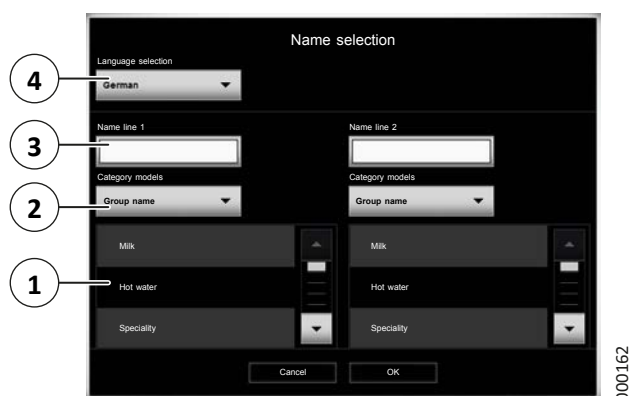 Name selection
Language selection
4
German
Name line 1 Name line 2
3
Category models Category models
2
Group name Group name
Milk Milk
1
Hot water Hot water
Speciality Speciality
Cancel OK
000162